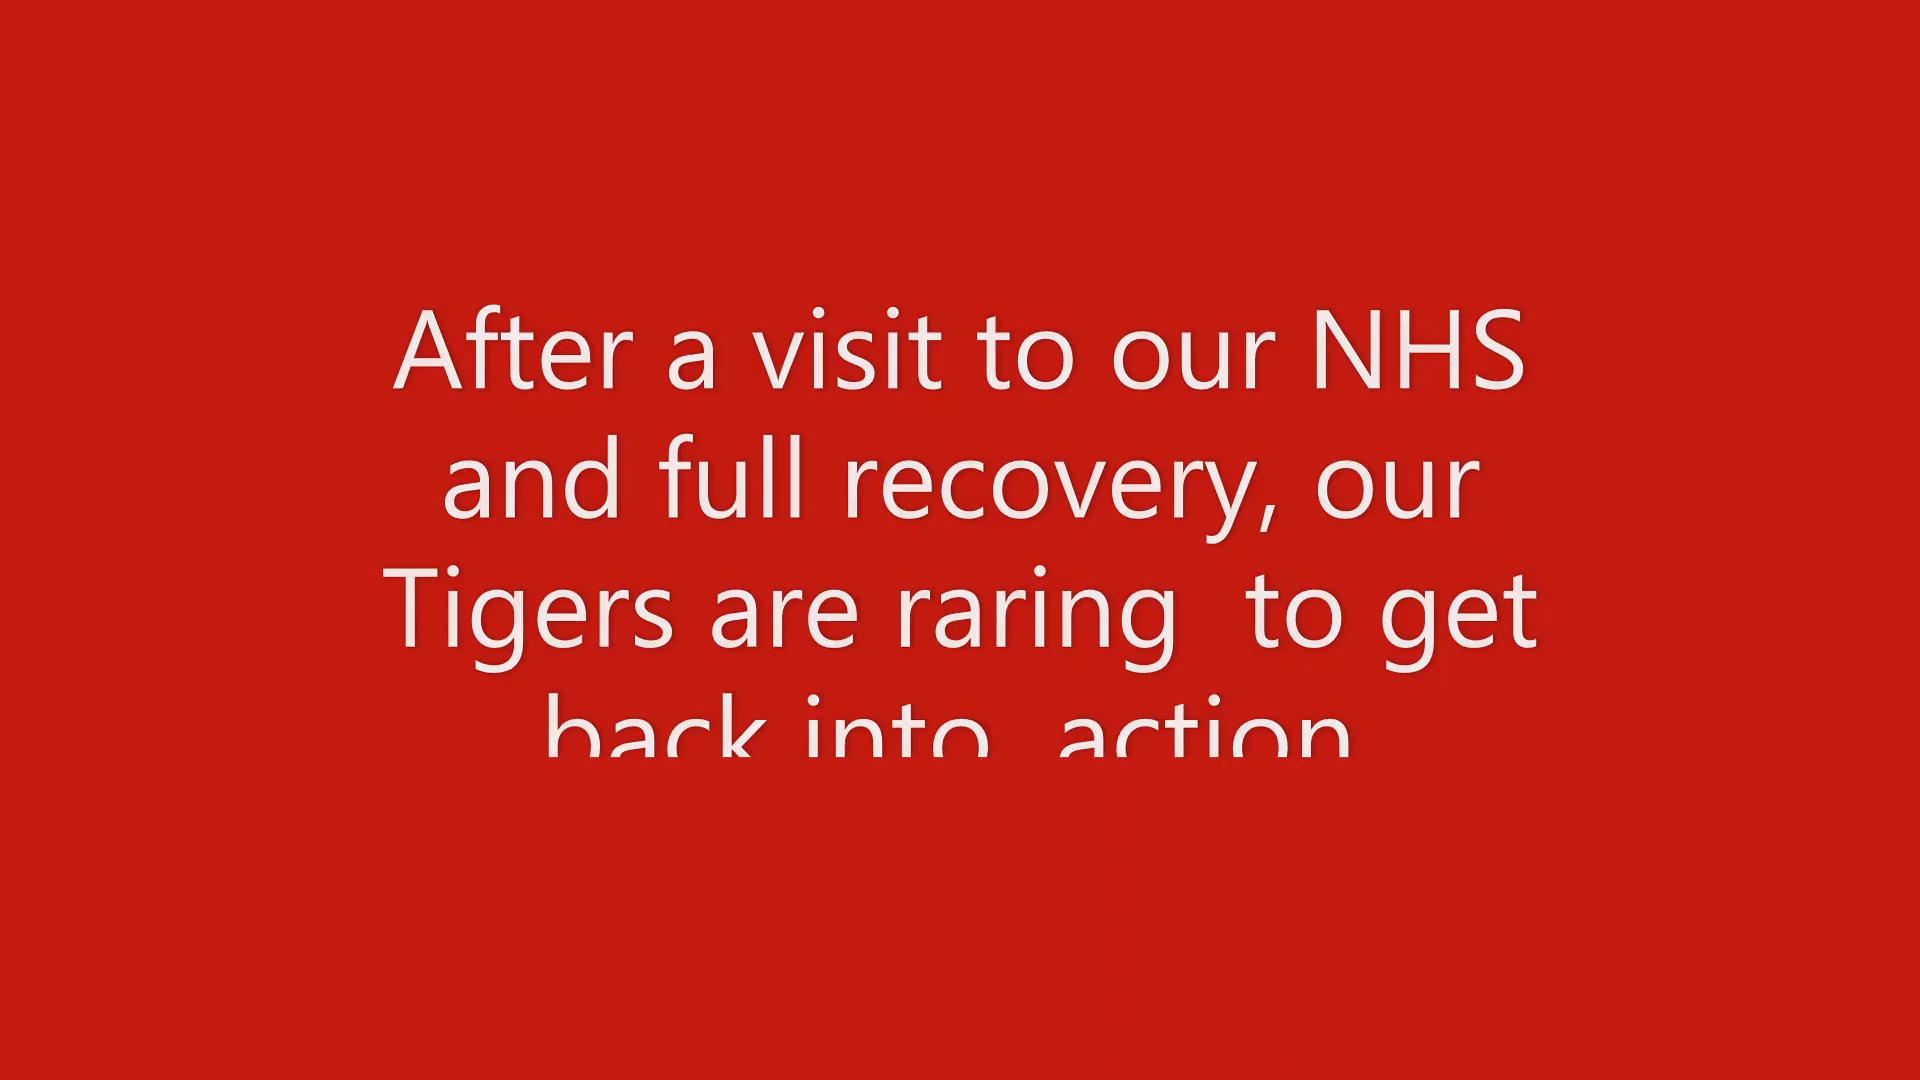 After a visit to our NHS
and full recovery, our
Tigers are raring  to get
back into  action